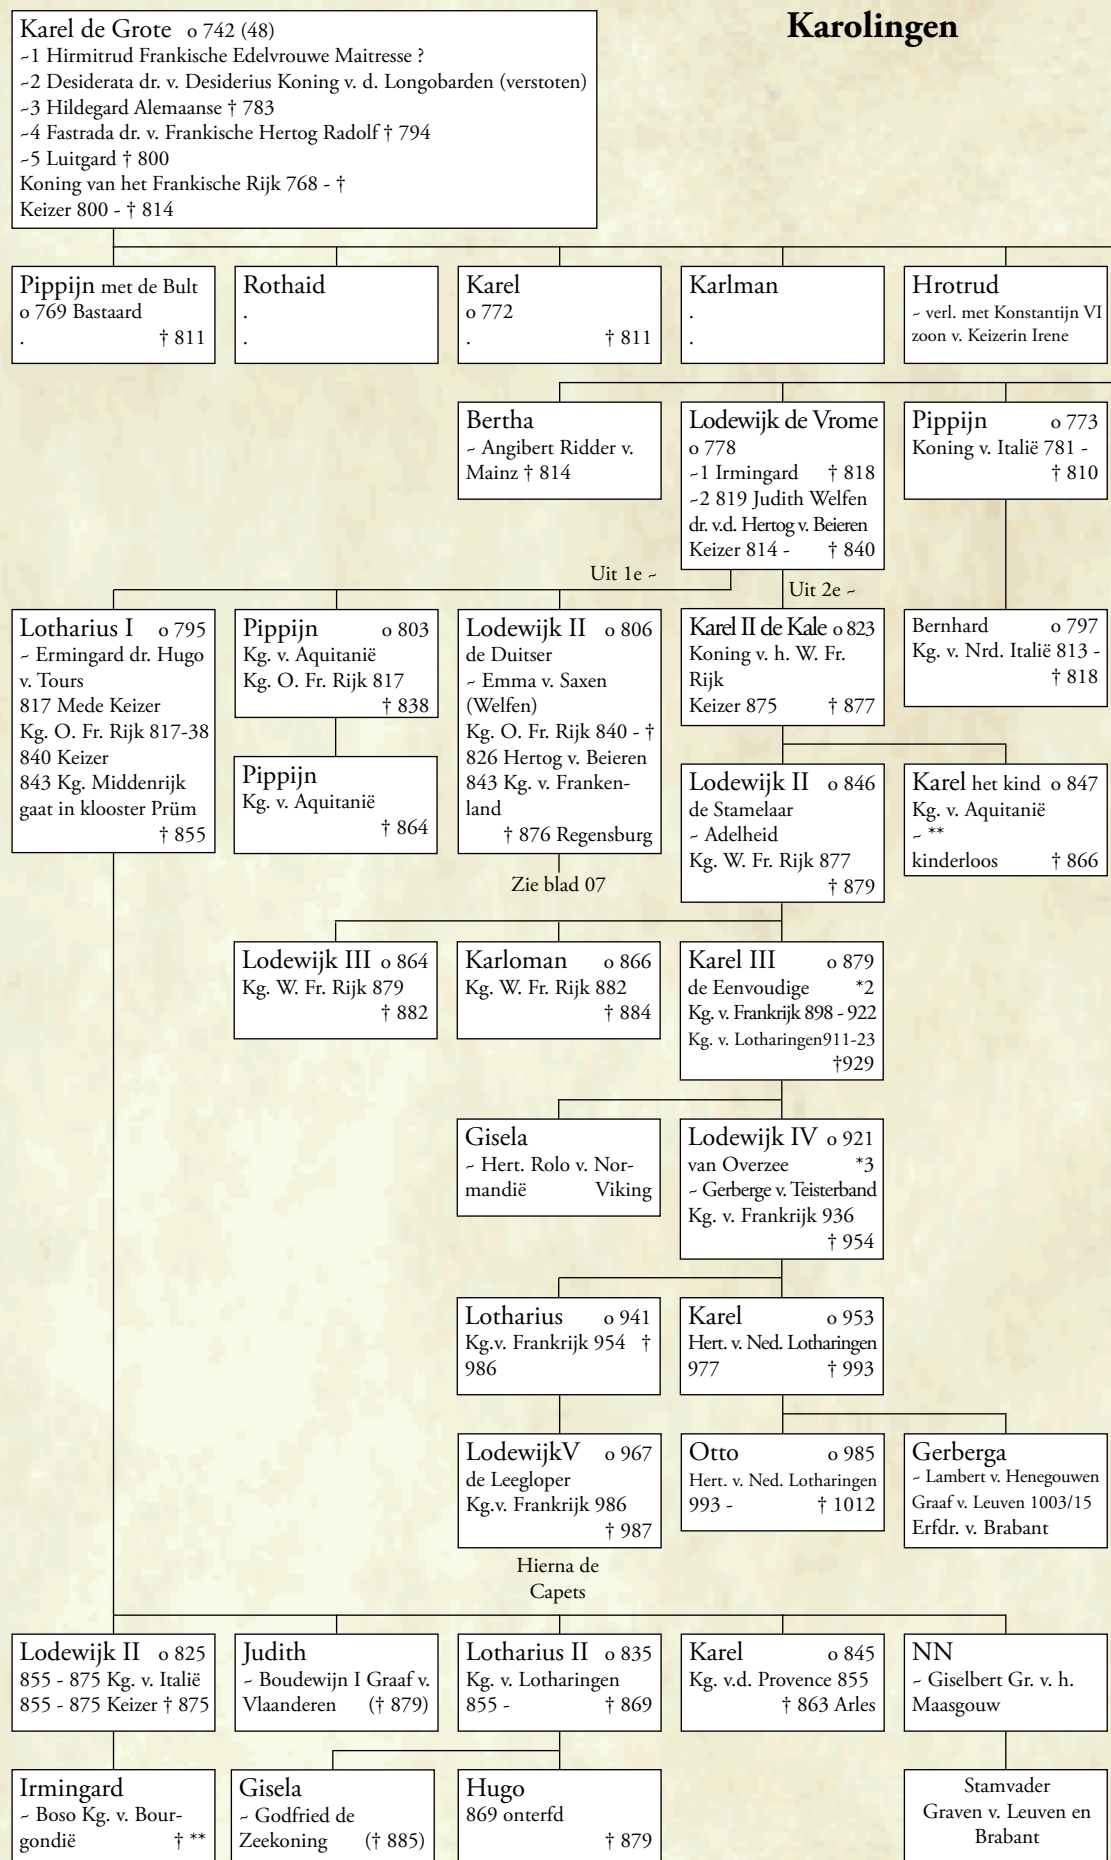 Karolingen
Karel de Grote o 742 (48)
~1 Hirmitrud Frankische Edelvrouwe Maitresse ?
~2 Desiderata dr. v. Desiderius Koning v. d. Longobarden (verstoten)
~3 Hildegard Alemaanse † 783
~4 Fastrada dr. v. Frankische Hertog Radolf † 794
~5 Luitgard † 800
Koning van het Frankische Rijk 768 - †
Keizer 800 - † 814
Pippijn met de Bult
o 769 Bastaard
. † 811
Rothaid
.
.
Karel
o 772
. † 811
Karlman
.
.
Hrotrud
~ verl. met Konstantijn VI
zoon v. Keizerin Irene
Bertha
~ Angibert Ridder v.
Mainz † 814
Lodewijk de Vrome
o 778
~1 Irmingard † 818
~2 819 Judith Welfen
dr. v.d. Hertog v. Beieren
Keizer 814 - † 840
Pippijn o 773
Koning v. Italië 781 -
† 810
Uit 1e ~
Uit 2e ~
Lotharius I o 795
~ Ermingard dr. Hugo
v. Tours
817 Mede Keizer
Kg. O. Fr. Rijk 817-38
840 Keizer
843 Kg. Middenrijk
gaat in klooster Prüm
† 855
Pippijn o 803
Kg. v. Aquitanië
Kg. O. Fr. Rijk 817
† 838
Lodewijk II o 806
de Duitser
~ Emma v. Saxen
(Welfen)
Kg. O. Fr. Rijk 840 - †
826 Hertog v. Beieren
843 Kg. v. Franken-
land
† 876 Regensburg
Karel II de Kale o 823
Koning v. h. W. Fr.
Rijk
Keizer 875 † 877
Bernhard o 797
Kg. v. Nrd. Italië 813 -
† 818
Pippijn
Kg. v. Aquitanië
† 864
Lodewijk II o 846
de Stamelaar
~ Adelheid
Kg. W. Fr. Rijk 877
† 879
Karel het kind o 847
Kg. v. Aquitanië
~ **
kinderloos † 866
Zie blad 07
Lodewijk III o 864
Kg. W. Fr. Rijk 879
† 882
Karloman o 866
Kg. W. Fr. Rijk 882
† 884
Karel III o 879
de Eenvoudige *2
Kg. v. Frankrijk 898 - 922
Kg. v. Lotharingen911-23
†929
Gisela
~ Hert. Rolo v. Nor-
mandië Viking
Lodewijk IV o 921
van Overzee *3
~ Gerberge v. Teisterband
Kg. v. Frankrijk 936
† 954
Lotharius o 941
Kg.v. Frankrijk 954 †
986
Karel o 953
Hert. v. Ned. Lotharingen
977 † 993
LodewijkV o 967
de Leegloper
Kg.v. Frankrijk 986
† 987
Otto o 985
Hert. v. Ned. Lotharingen
993 - † 1012
Gerberga
~ Lambert v. Henegouwen
Graaf v. Leuven 1003/15
Erfdr. v. Brabant
Hierna de
Capets
Lodewijk II o 825
855 - 875 Kg. v. Italië
855 - 875 Keizer † 875
Judith
~ Boudewijn I Graaf v.
Vlaanderen († 879)
Lotharius II o 835
Kg. v. Lotharingen
855 - † 869
Karel o 845
Kg. v.d. Provence 855
† 863 Arles
NN
~ Giselbert Gr. v. h.
Maasgouw
Irmingard
~ Boso Kg. v. Bour-
gondië † **
Gisela
~ Godfried de
Zeekoning († 885)
Hugo
869 onterfd
† 879
Stamvader
Graven v. Leuven en
Brabant